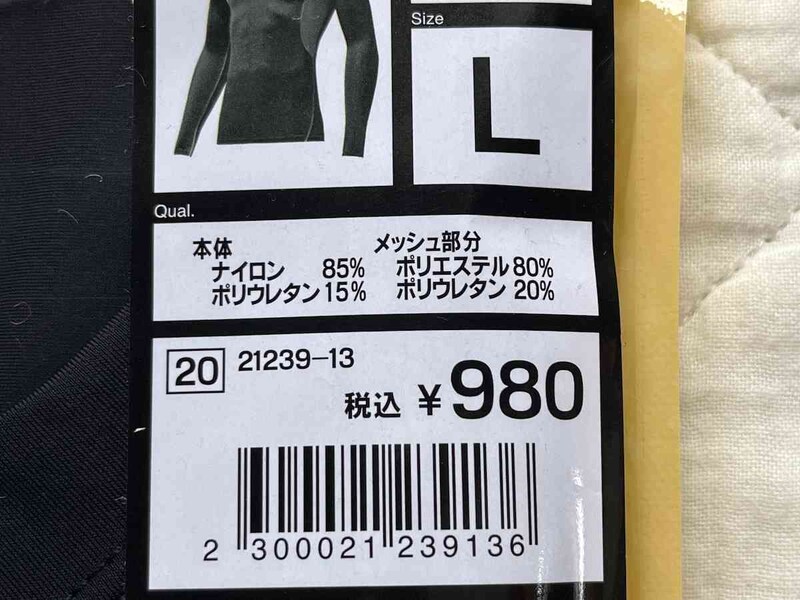 Size
L
Qual.
本体
ナイロン 85%
ポリウレタン 15%
メッシュ部分
ポリエステル 80%
ポリウレタン 20%
20 21239-13
税込 ¥980
2 300021 239136